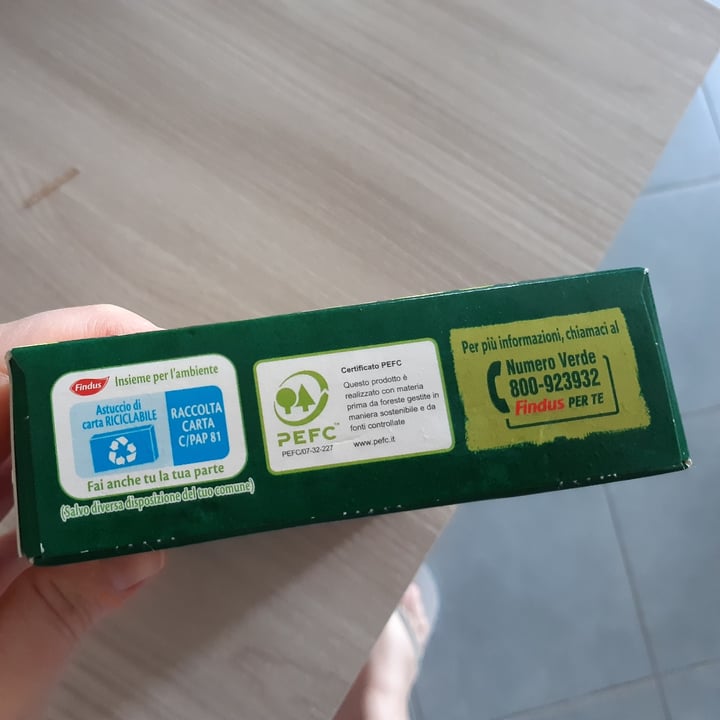 Findus Insieme per l'ambiente
Astuccio di
carta RICICLABILE
RACCOLTA
CARTA
C/PAP 81
Fai anche tu la tua parte
(Salvo diversa disposizione del tuo comune)
PEFC™
PEFC/07-32-227
Certificato PEFC
Questo prodotto è
realizzato con materia
prima da foreste gestite in
maniera sostenibile e da
fonti controllate
www.pefc.it
Per più informazioni, chiamaci al
Numero Verde
800-923932
Findus PER TE